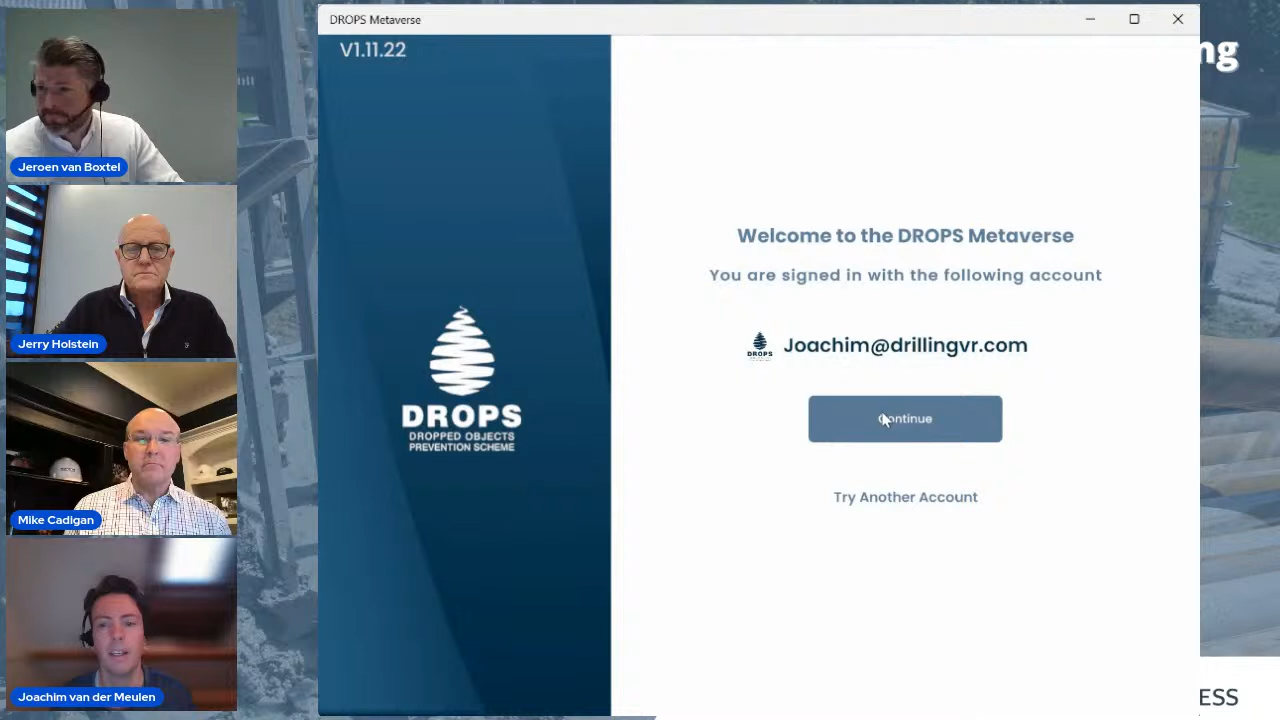 DROPS Metaverse
V1.11.22
ng
Jeroen van Boxtel
Jerry Holstein
Mike Cadigan
Joachim van der Meulen
DROPS
DROPPED OBJECTS
PREVENTION SCHEME
Welcome to the DROPS Metaverse
You are signed in with the following account
DROPS
Joachim@drillingvr.com
Continue
Try Another Account
ESS